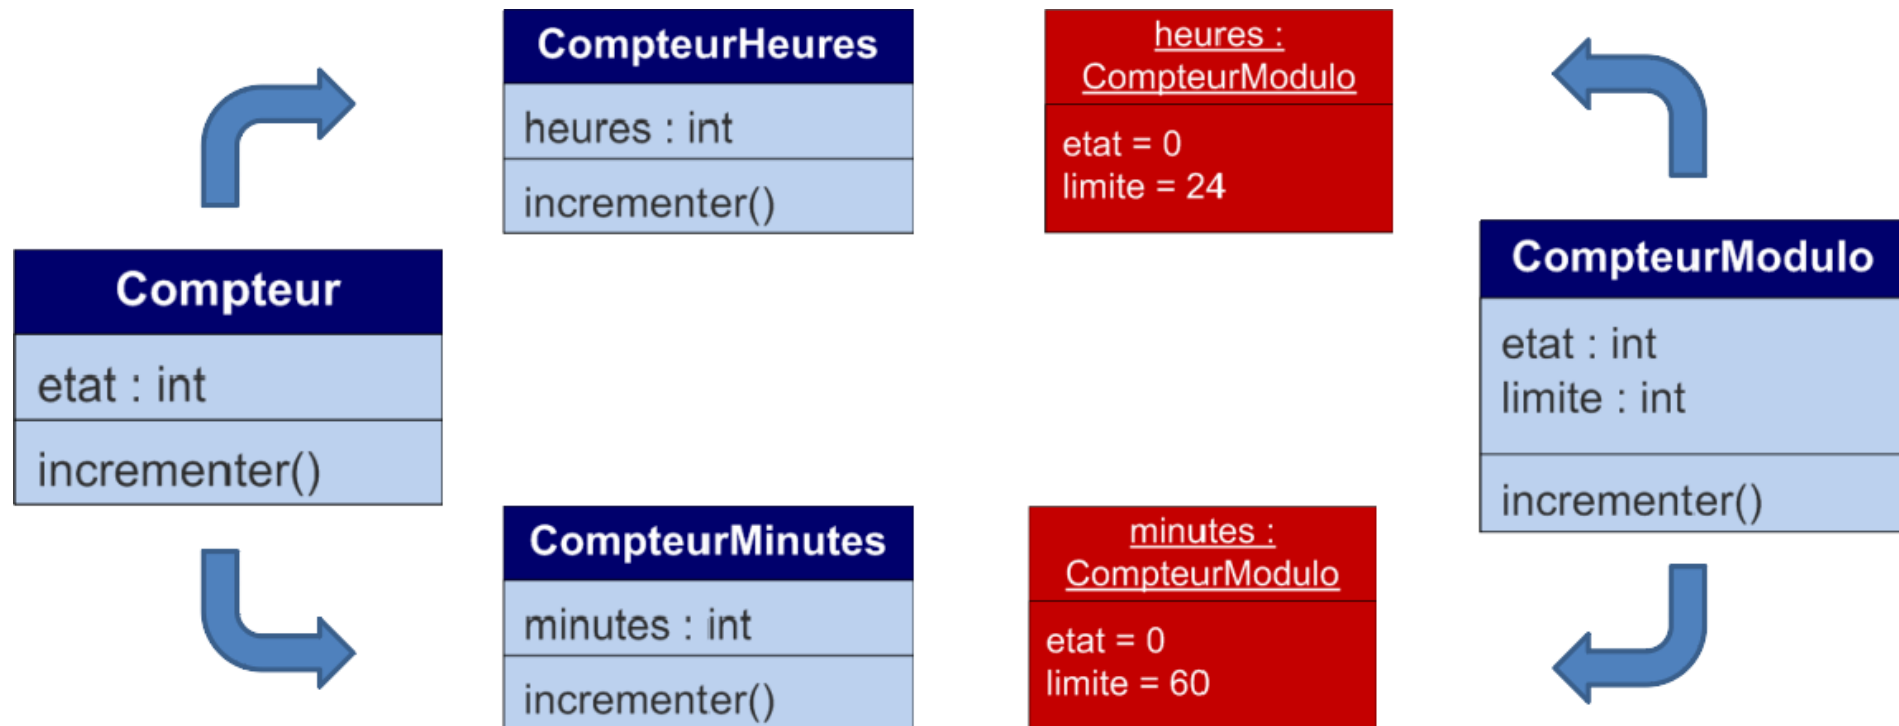 CompteurHeures
heures : int
incrementer()
heures :
CompteurModulo
etat = 0
limite = 24
Compteur
etat : int
incrementer()
CompteurModulo
etat : int
limite : int
incrementer()
CompteurMinutes
minutes : int
incrementer()
minutes :
CompteurModulo
etat = 0
limite = 60